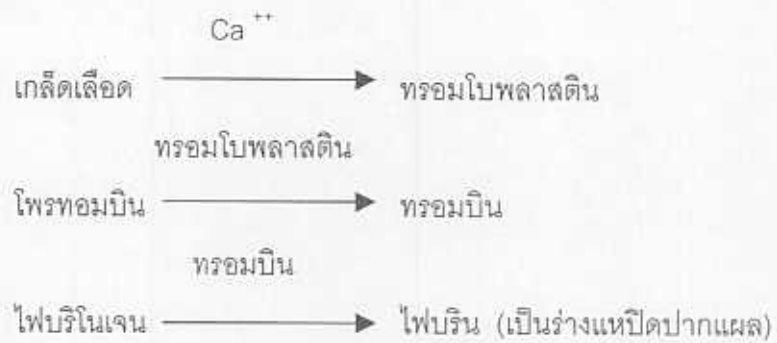 Ca ++
เกล็ดเลือด ทรอมโบพลาสติน
ทรอมโบพลาสติน
โพรทอมบิน ทรอมบิน
ทรอมบิน
ไฟบริโนเจน ไฟบริน (เป็นร่างแหปิดปากแผล)